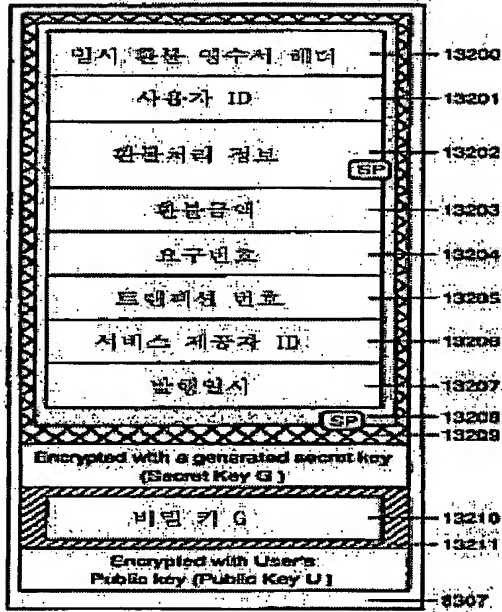 임시 환불 영수서 헤더 13200
사용자 ID 13201
환불처리 정보 13202
SP
환불금액 13203
요구번호 13204
트랜잭션 번호 13205
서비스 제공자 ID 13206
발행일시 13207
SP 13208
13209
Encrypted with a generated secret key
(Secret Key G)
비밀 키 G 13210
13211
Encrypted with User's
Public key (Public Key U)
8307